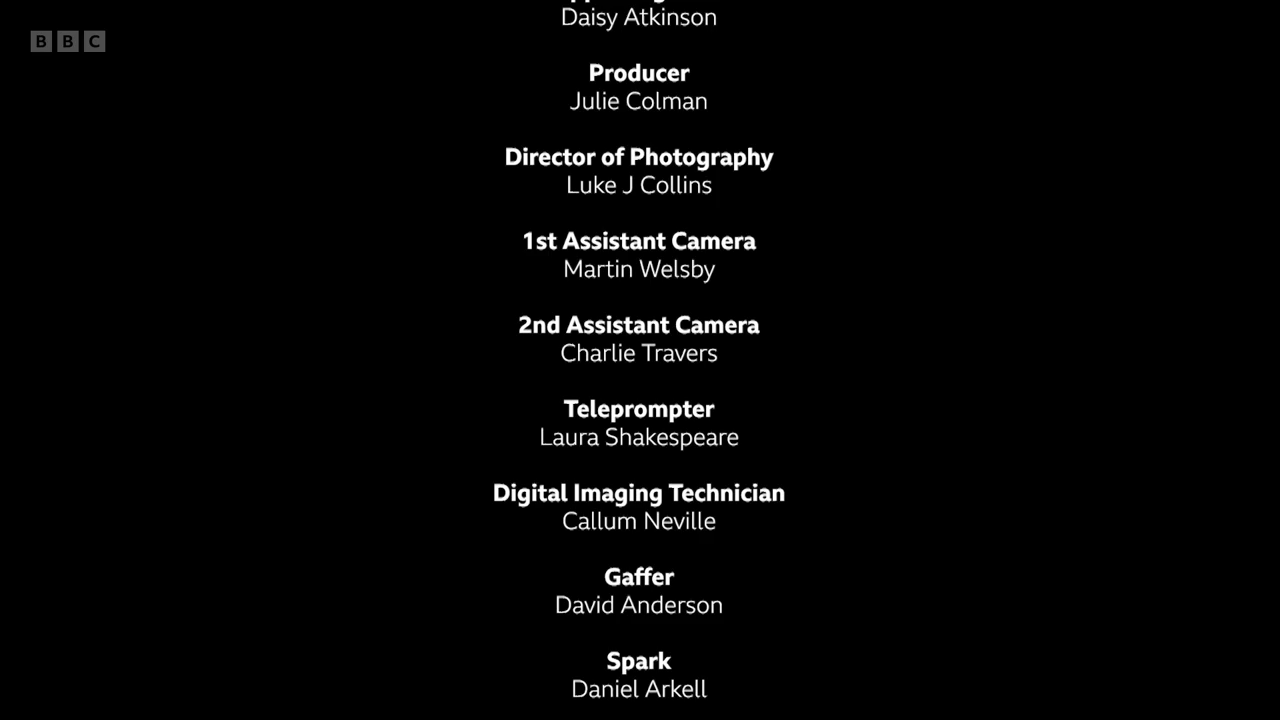 BBC
Daisy Atkinson
Producer
Julie Colman
Director of Photography
Luke J Collins
1st Assistant Camera
Martin Welsby
2nd Assistant Camera
Charlie Travers
Teleprompter
Laura Shakespeare
Digital Imaging Technician
Callum Neville
Gaffer
David Anderson
Spark
Daniel Arkell